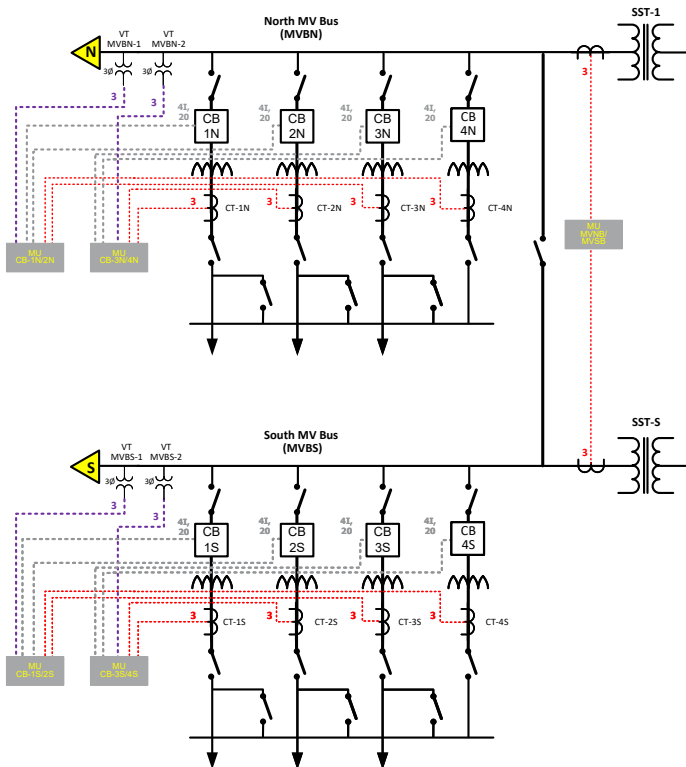 VT
MVBN-1
VT
MVBN-2
North MV Bus
(MVBN)
SST-1
N
3Ø
3Ø
3
3
3
4I,
20
CB
1N
4I,
20
CB
2N
4I,
20
CB
3N
4I,
20
CB
4N
3
CT-1N
3
CT-2N
3
CT-3N
3
CT-4N
MU
CB-1N/2N
MU
CB-3N/4N
MU
MVNB/
MVSB
VT
MVBS-1
VT
MVBS-2
South MV Bus
(MVBS)
SST-S
S
3Ø
3Ø
3
3
3
4I,
20
CB
1S
4I,
20
CB
2S
4I,
20
CB
3S
4I,
20
CB
4S
3
CT-1S
3
CT-2S
3
CT-3S
3
CT-4S
MU
CB-1S/2S
MU
CB-3S/4S